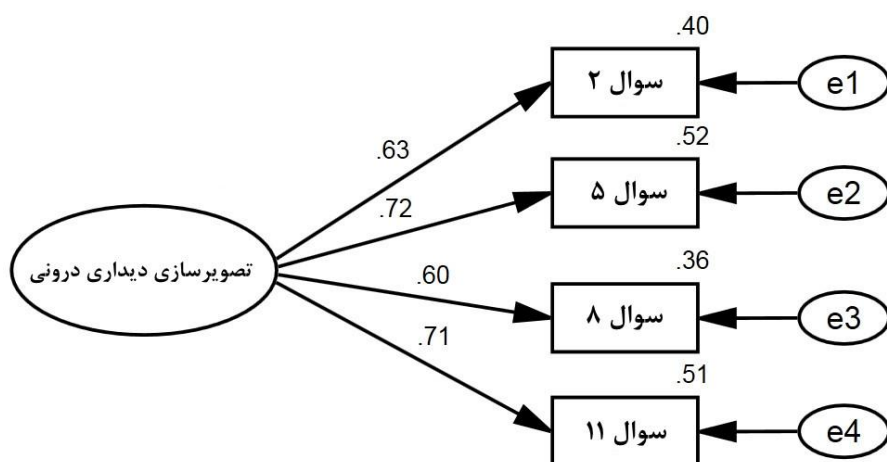 .40
سوال ۲
e1
.63
.52
سوال ۵
e2
.72
تصویرسازی دیداری درونی
.60
.36
سوال ۸
e3
.71
.51
سوال ۱۱
e4